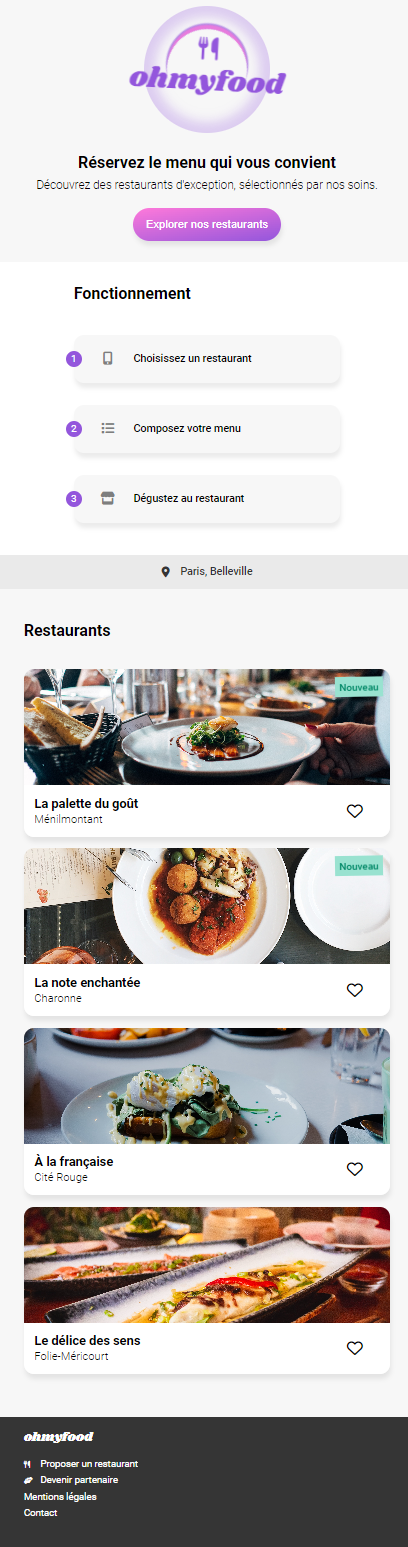 ohmyfood
Réservez le menu qui vous convient
Découvrez des restaurants d'exception, sélectionnés par nos soins.
Explorer nos restaurants
Fonctionnement
1 Choisissez un restaurant
2 Composez votre menu
3 Dégustez au restaurant
Paris, Belleville
Restaurants
Nouveau
La palette du goût
Ménilmontant
Nouveau
La note enchantée
Charonne
À la française
Cité Rouge
Le délice des sens
Folie-Méricourt
ohmyfood
Proposer un restaurant
Devenir partenaire
Mentions légales
Contact